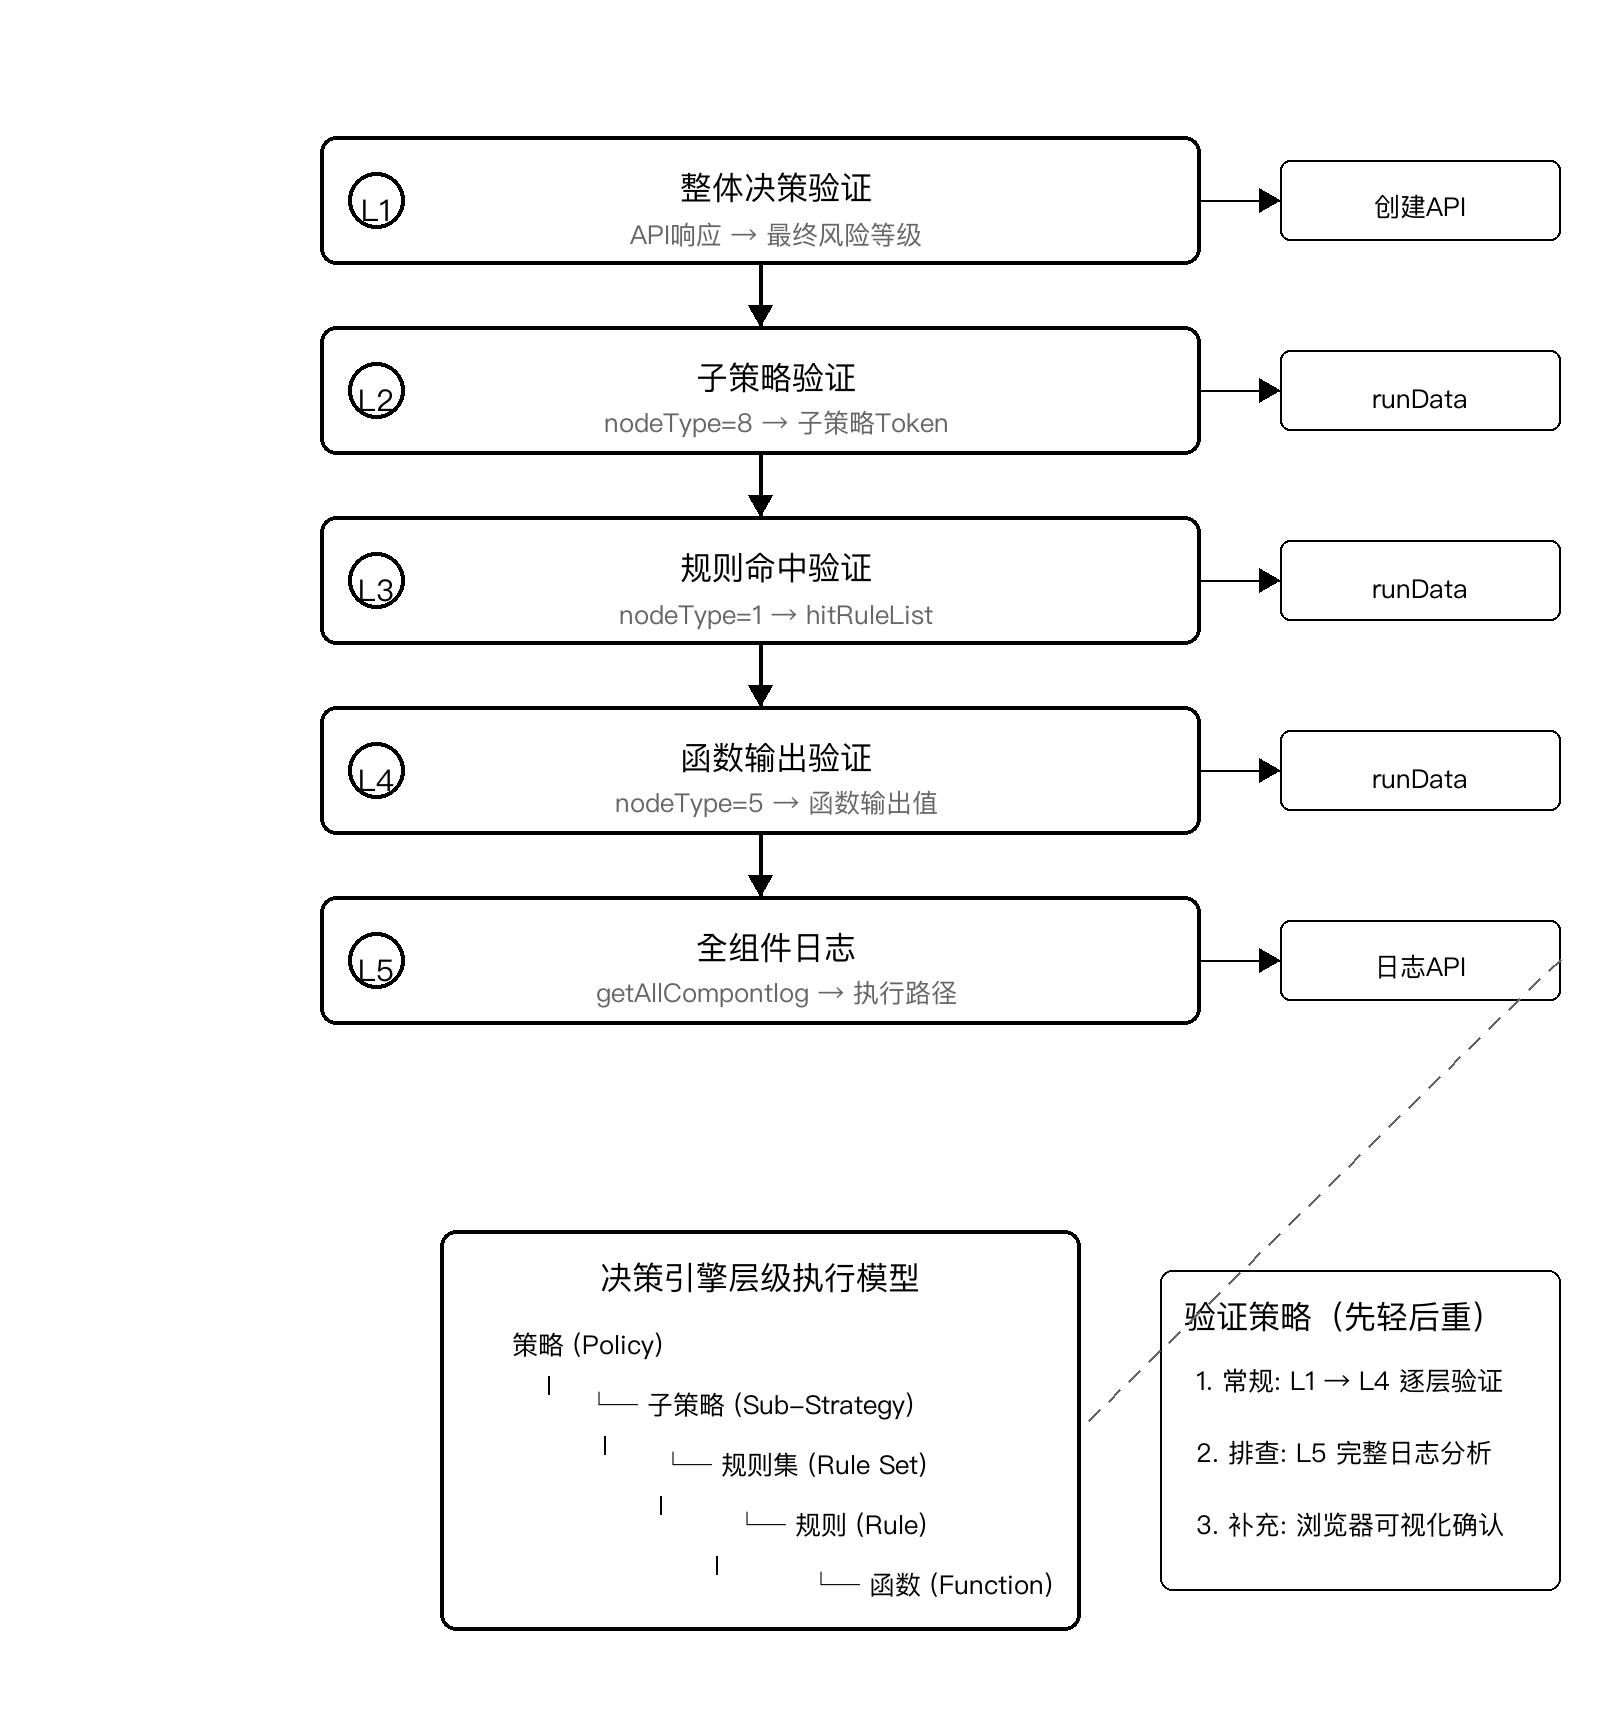 L1
整体决策验证
API响应 → 最终风险等级
创建API
L2
子策略验证
nodeType=8 → 子策略Token
runData
L3
规则命中验证
nodeType=1 → hitRuleList
runData
L4
函数输出验证
nodeType=5 → 函数输出值
runData
L5
全组件日志
getAllCompontlog → 执行路径
日志API
决策引擎层级执行模型
策略 (Policy)
└── 子策略 (Sub-Strategy)
└── 规则集 (Rule Set)
└── 规则 (Rule)
└── 函数 (Function)
验证策略（先轻后重）
1. 常规: L1 → L4 逐层验证
2. 排查: L5 完整日志分析
3. 补充: 浏览器可视化确认